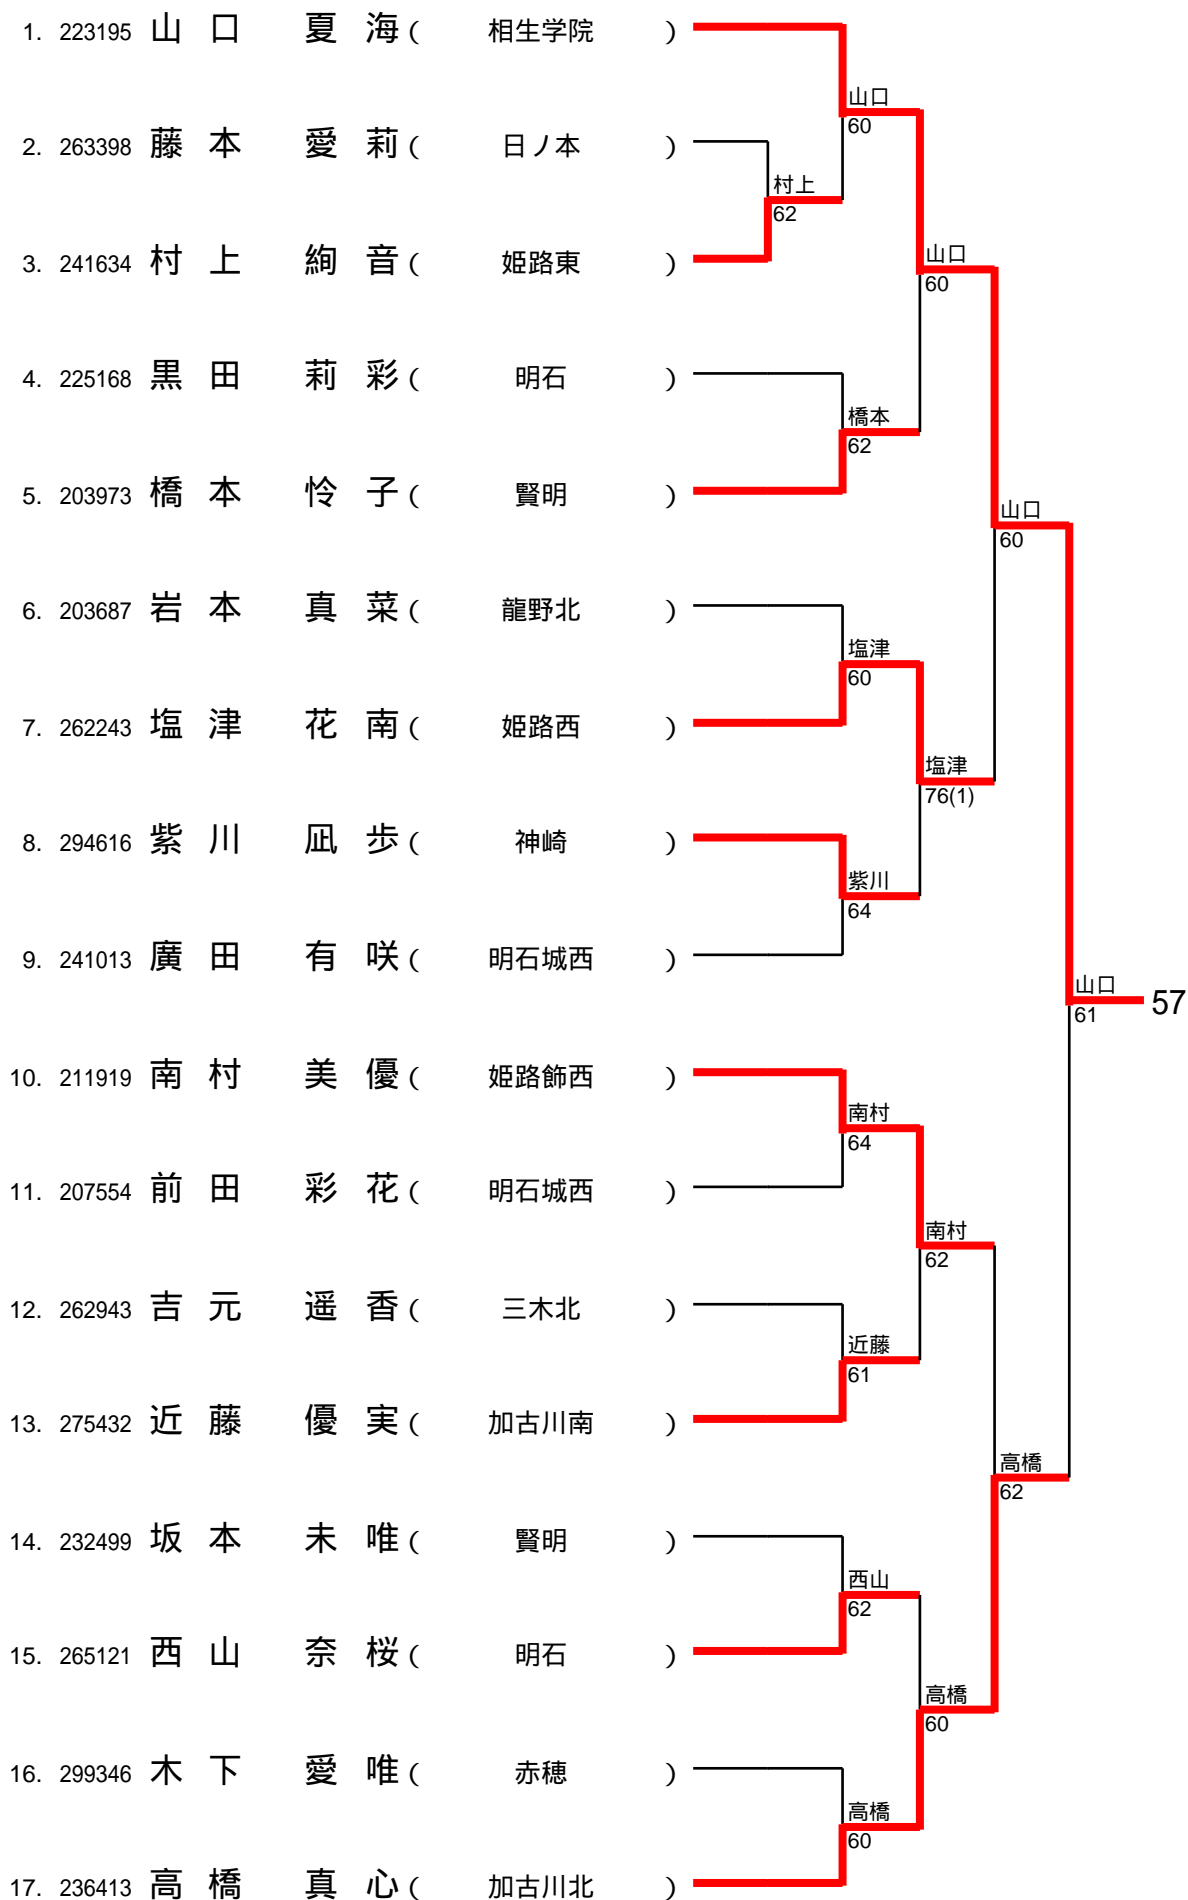 1. 223195 山口 夏海 ( 相生学院 )
山口
60
2. 263398 藤本 愛莉 ( 日ノ本 )
村上
62
3. 241634 村上 絢音 ( 姫路東 )
山口
60
4. 225168 黒田 莉彩 ( 明石 )
橋本
62
5. 203973 橋本 怜子 ( 賢明 )
山口
60
6. 203687 岩本 真菜 ( 龍野北 )
塩津
60
7. 262243 塩津 花南 ( 姫路西 )
塩津
76(1)
8. 294616 紫川 凪歩 ( 神崎 )
紫川
64
9. 241013 廣田 有咲 ( 明石城西 )
山口
61
57
10. 211919 南村 美優 ( 姫路飾西 )
南村
64
11. 207554 前田 彩花 ( 明石城西 )
南村
62
12. 262943 吉元 遥香 ( 三木北 )
近藤
61
13. 275432 近藤 優実 ( 加古川南 )
高橋
62
14. 232499 坂本 未唯 ( 賢明 )
西山
62
15. 265121 西山 奈桜 ( 明石 )
高橋
60
16. 299346 木下 愛唯 ( 赤穂 )
高橋
60
17. 236413 高橋 真心 ( 加古川北 )